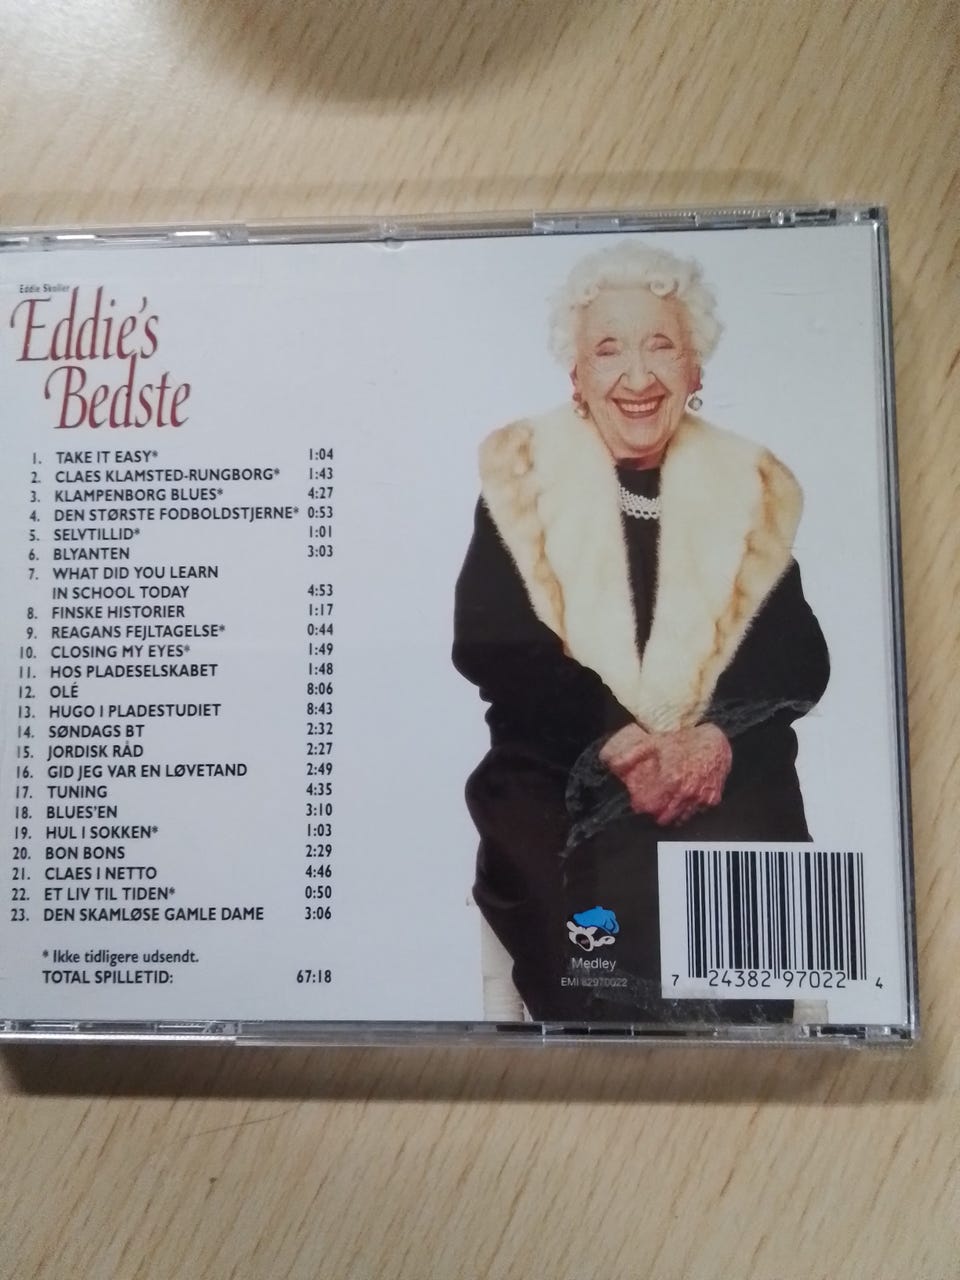 Eddie Skoller
Eddie's
Bedste
1. TAKE IT EASY* 1:04
2. CLAES KLAMSTED-RUNGBORG* 1:43
3. KLAMPENBORG BLUES* 4:27
4. DEN STØRSTE FODBOLDSTJERNE* 0:53
5. SELVTILLID* 1:01
6. BLYANTEN 3:03
7. WHAT DID YOU LEARN
IN SCHOOL TODAY 4:53
8. FINSKE HISTORIER 1:17
9. REAGANS FEJLTAGELSE* 0:44
10. CLOSING MY EYES* 1:49
11. HOS PLADESELSKABET 1:48
12. OLÉ 8:06
13. HUGO I PLADESTUDIET 8:43
14. SØNDAGS BT 2:32
15. JORDISK RÅD 2:27
16. GID JEG VAR EN LØVETAND 2:49
17. TUNING 4:35
18. BLUES'EN 3:10
19. HUL I SOKKEN* 1:03
20. BON BONS 2:29
21. CLAES I NETTO 4:46
22. ET LIV TIL TIDEN* 0:50
23. DEN SKAMLØSE GAMLE DAME 3:06
* Ikke tidligere udsendt.
TOTAL SPILLETID: 67:18
Medley
EMI 82970022
7 24382 97022 4